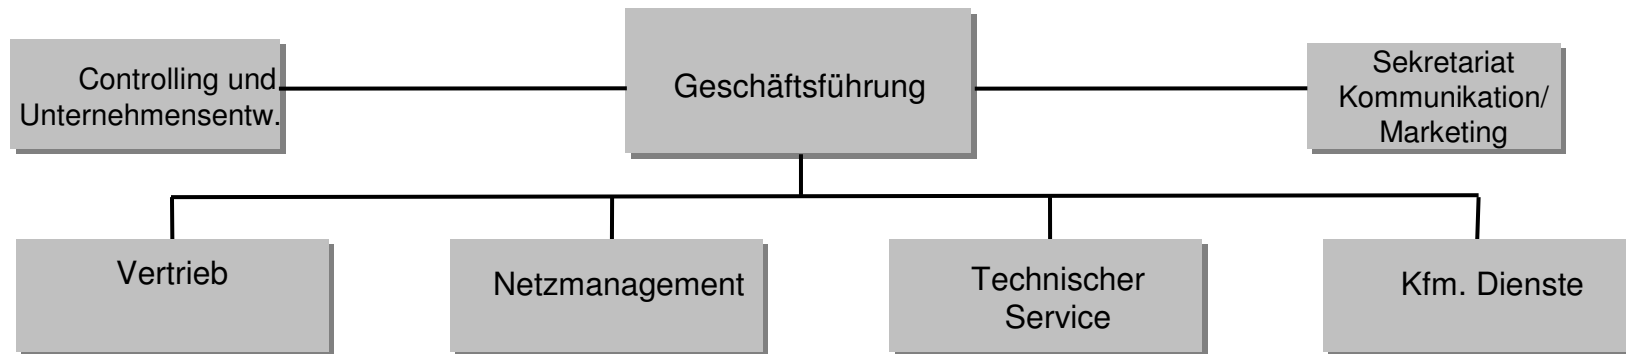 Controlling und
Unternehmensentw.
Geschäftsführung
Sekretariat
Kommunikation/
Marketing
Vertrieb
Netzmanagement
Technischer
Service
Kfm. Dienste